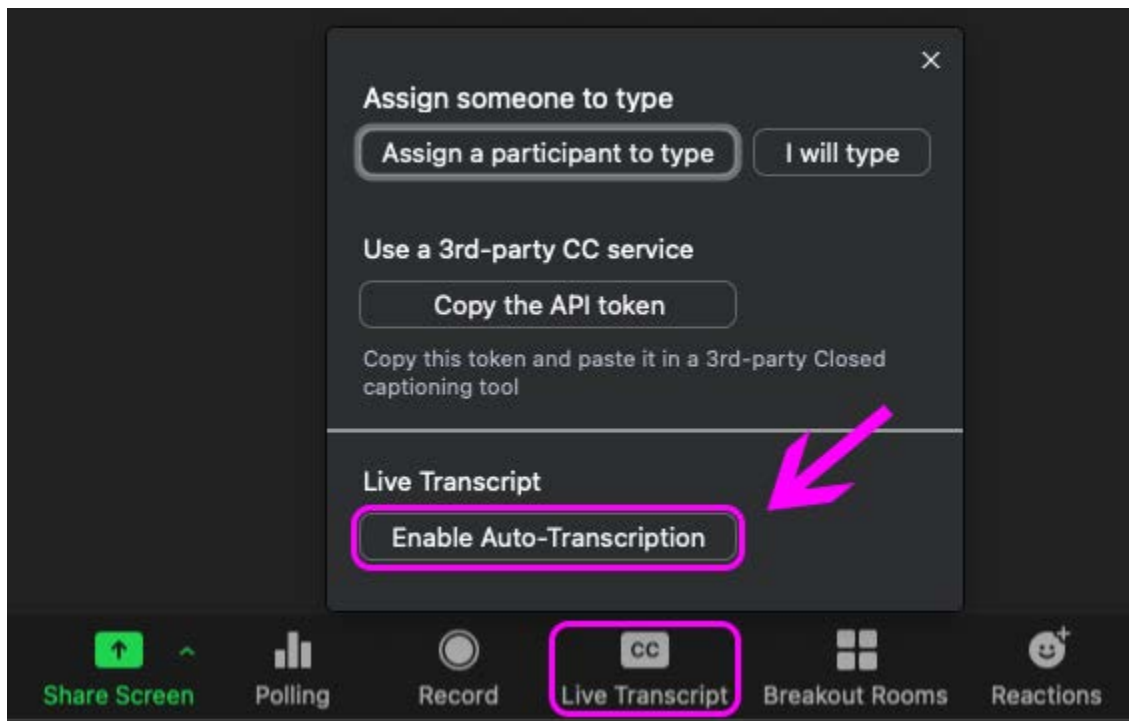 Assign someone to type
Assign a participant to type
I will type
Use a 3rd-party CC service
Copy the API token
Copy this token and paste it in a 3rd-party Closed
captioning tool
Live Transcript
Enable Auto-Transcription
CC
Share Screen
Polling
Record
Live Transcript
Breakout Rooms
Reactions